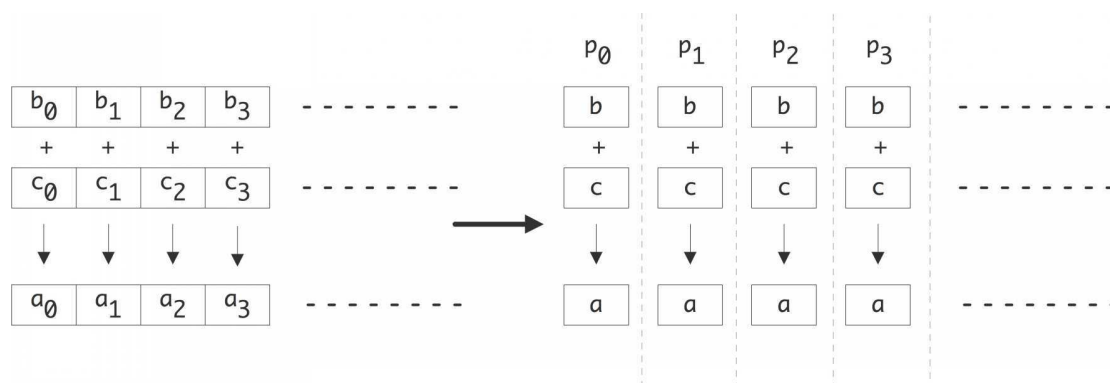 p0 p1 p2 p3
b0 b1 b2 b3 - - - - - - - - b b b b - - - - - - - -
+ + + + + + + +
c0 c1 c2 c3 - - - - - - - - c c c c - - - - - - - -
a0 a1 a2 a3 - - - - - - - - a a a a - - - - - - - -